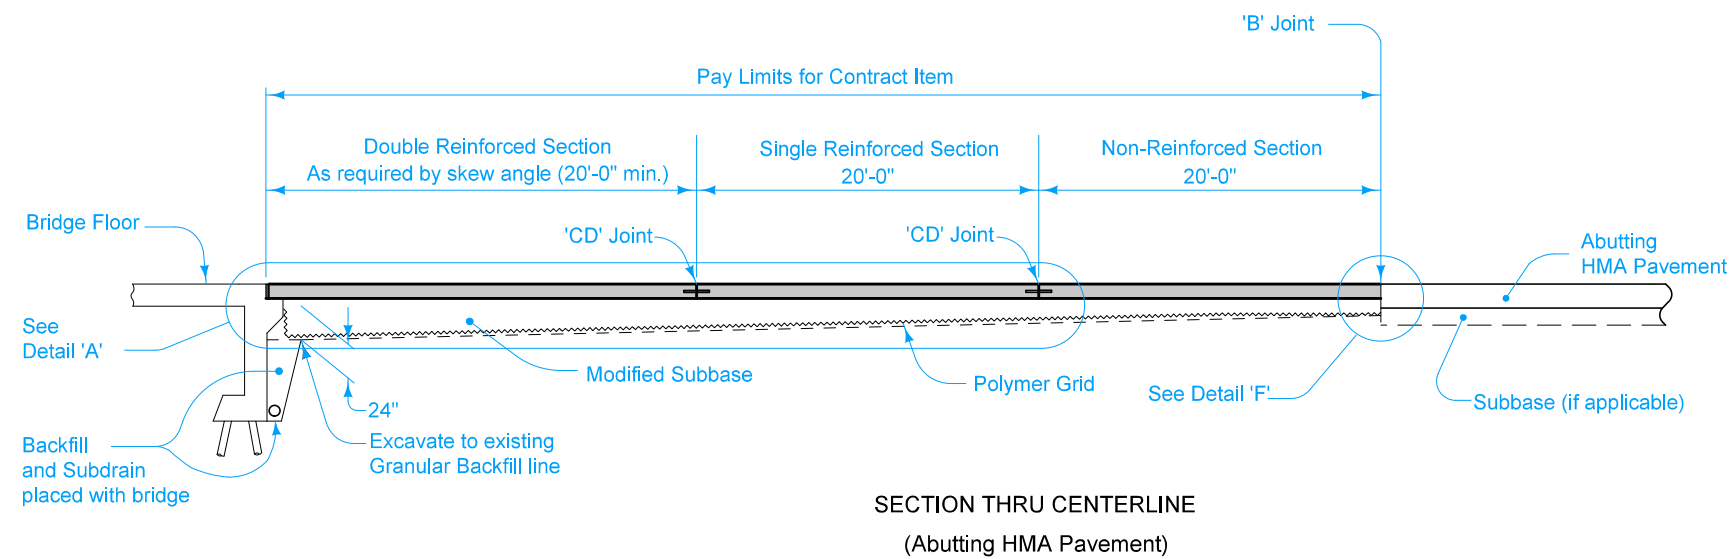 'B' Joint
Pay Limits for Contract Item
Double Reinforced Section
As required by skew angle (20'-0" min.)
Single Reinforced Section
20'-0"
Non-Reinforced Section
20'-0"
Bridge Floor
'CD' Joint
'CD' Joint
Abutting
HMA Pavement
See
Detail 'A'
Modified Subbase
Polymer Grid
See Detail 'F'
Subbase (if applicable)
24"
Backfill
and Subdrain
placed with bridge
Excavate to existing
Granular Backfill line
SECTION THRU CENTERLINE
(Abutting HMA Pavement)